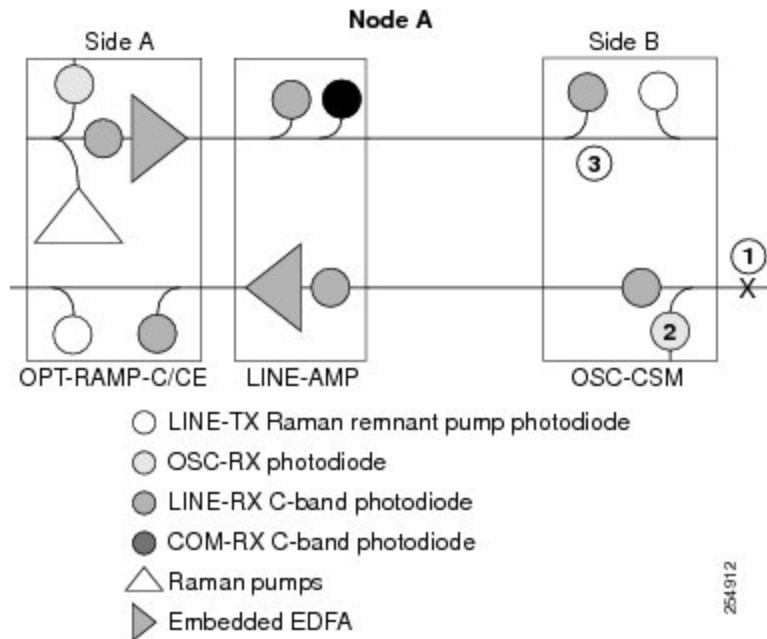 Node A
Side A
Side B
3
1
X
2
OPT-RAMP-C/CE
LINE-AMP
OSC-CSM
LINE-TX Raman remnant pump photodiode
OSC-RX photodiode
LINE-RX C-band photodiode
COM-RX C-band photodiode
Raman pumps
Embedded EDFA
254912